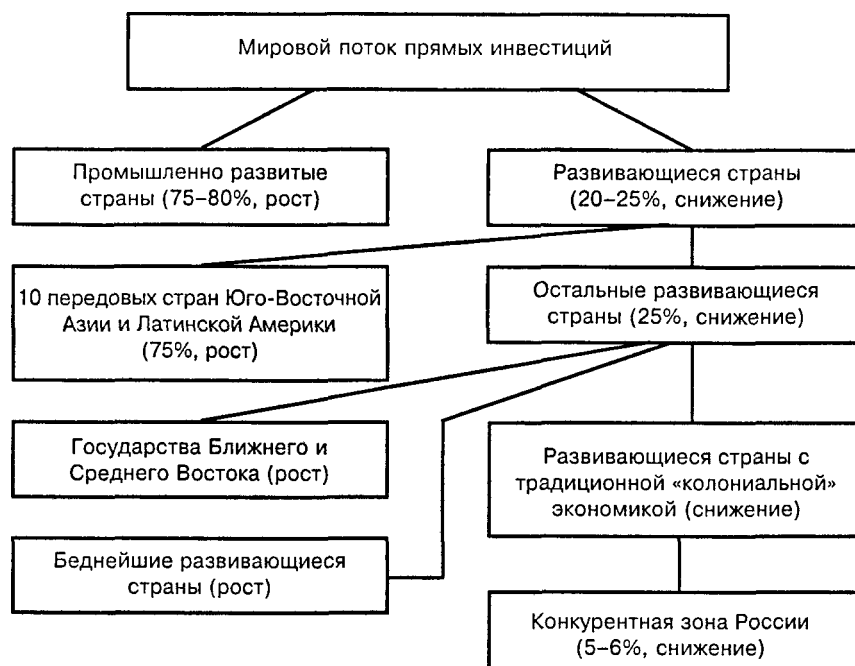 Мировой поток прямых инвестиций
Промышленно развитые
страны (75–80%, рост)
Развивающиеся страны
(20–25%, снижение)
10 передовых стран Юго-Восточной
Азии и Латинской Америки
(75%, рост)
Остальные развивающиеся
страны (25%, снижение)
Государства Ближнего и
Среднего Востока (рост)
Развивающиеся страны с
традиционной «колониальной»
экономикой (снижение)
Беднейшие развивающиеся
страны (рост)
Конкурентная зона России
(5–6%, снижение)